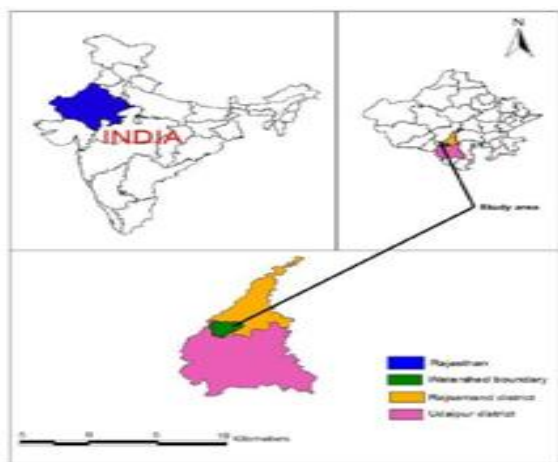 N
INDIA
Study area
Rajasthan
Watershed boundary
Rajsamand district
Udaipur district
Kilometers